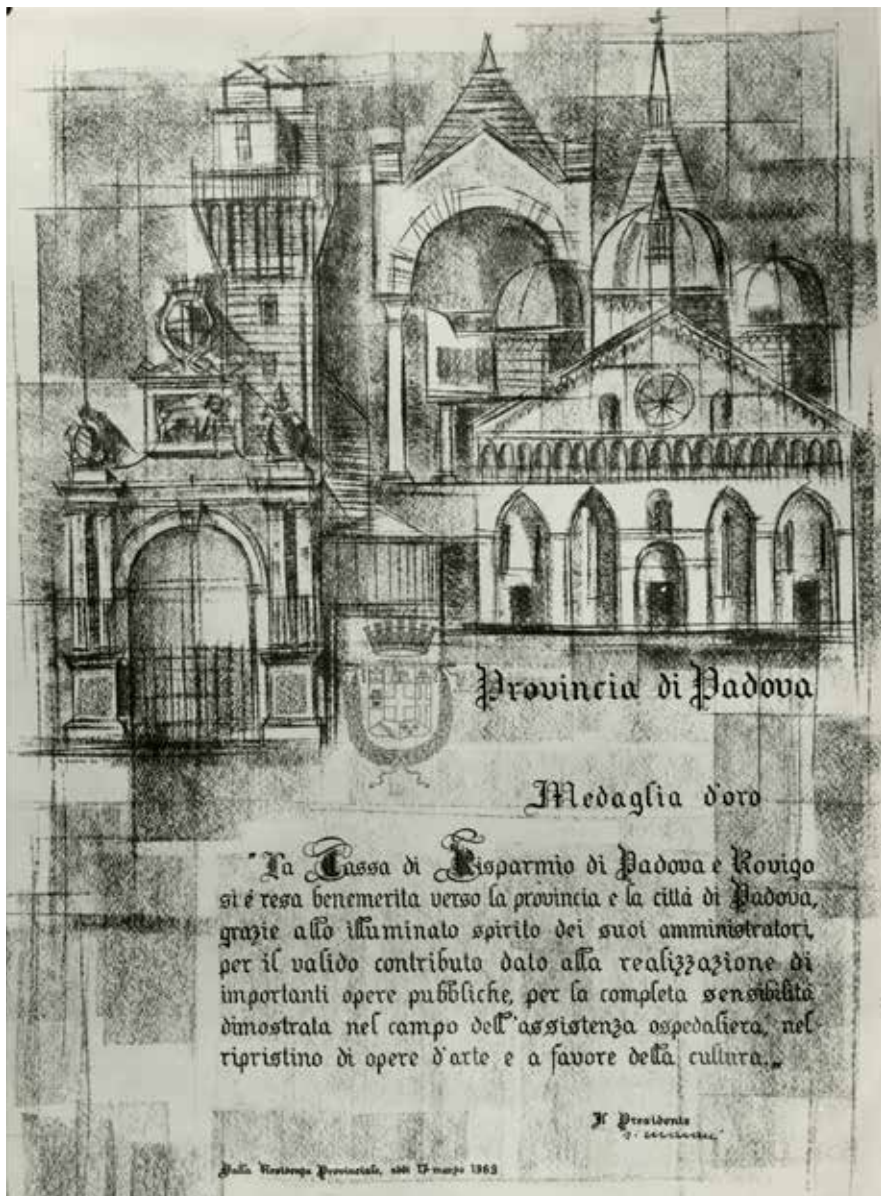 Provincia di Padova
Medaglia d'oro
"La Cassa di Risparmio di Padova e Rovigo
si é resa benemerita verso la provincia e la città di Padova,
grazie allo illuminato spirito dei suoi amministratori,
per il valido contributo dato alla realizzazione di
importanti opere pubbliche, per la completa sensibilità
dimostrata nel campo dell'assistenza ospedaliera, nel
ripristino di opere d'arte e a favore della cultura.„
Il Presidente
Dalla Residenza Provinciale, addì marzo